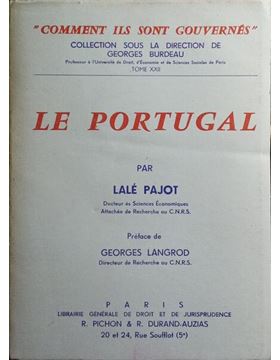 "COMMENT ILS SONT GOUVERNÉS"
COLLECTION SOUS LA DIRECTION DE
GEORGES BURDEAU
Professeur à l'Université de Droit, d'Économie et de Sciences Sociales de Paris
TOME XXII
LE PORTUGAL
PAR
LALÉ PAJOT
Docteur ès Sciences Économiques
Attachée de Recherche au C.N.R.S.
Préface de
GEORGES LANGROD
Directeur de Recherche au C.N.R.S.
PARIS
LIBRAIRIE GÉNÉRALE DE DROIT ET DE JURISPRUDENCE
R. PICHON & R. DURAND-AUZIAS
20 et 24, Rue Soufflot (5e)